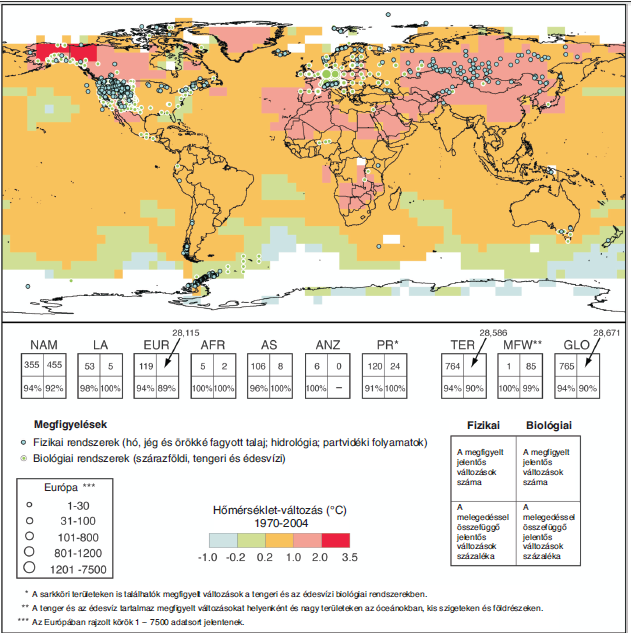 28,115
28,586
28,671
NAM LA EUR AFR AS ANZ PR* TER MFW** GLO
355 455 53 5 119 5 2 106 8 6 0 120 24 764 1 85 765
94% 92% 98% 100% 94% 89% 100% 100% 96% 100% 100% – 91% 100% 94% 90% 100% 99% 94% 90%
Megfigyelések
Fizikai rendszerek (hó, jég és örökké fagyott talaj; hidrológia; partvidéki folyamatok)
Biológiai rendszerek (szárazföldi, tengeri és édesvízi)
Európa ***
1-30
31-100
101-800
801-1200
1201 -7500
Hőmérséklet-változás (°C)
1970-2004
-1.0 -0.2 0.2 1.0 2.0 3.5
Fizikai Biológiai
A megfigyelt
jelentős
változások
száma
A megfigyelt
jelentős
változások
száma
A
melegedéssel
összefüggő
jelentős
változások
százaléka
A
melegedéssel
összefüggő
jelentős
változások
százaléka
* A sarkköri területeken is találhatók megfigyelt változások a tengeri és az édesvízi biológiai rendszerekben.
** A tenger és az édesvíz tartalmaz megfigyelt változásokat helyenként és nagy területeken az óceánokban, kis szigeteken és földrészeken.
*** Az Európában rajzolt körök 1 – 7500 adatsort jelentenek.